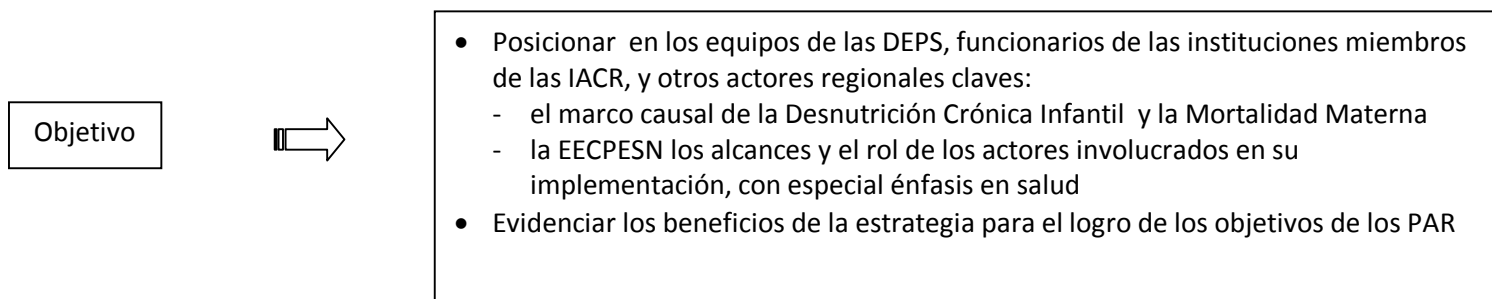 Objetivo
• Posicionar en los equipos de las DEPS, funcionarios de las instituciones miembros
de las IACR, y otros actores regionales claves:
- el marco causal de la Desnutrición Crónica Infantil y la Mortalidad Materna
- la EECPESN los alcances y el rol de los actores involucrados en su
implementación, con especial énfasis en salud
• Evidenciar los beneficios de la estrategia para el logro de los objetivos de los PAR